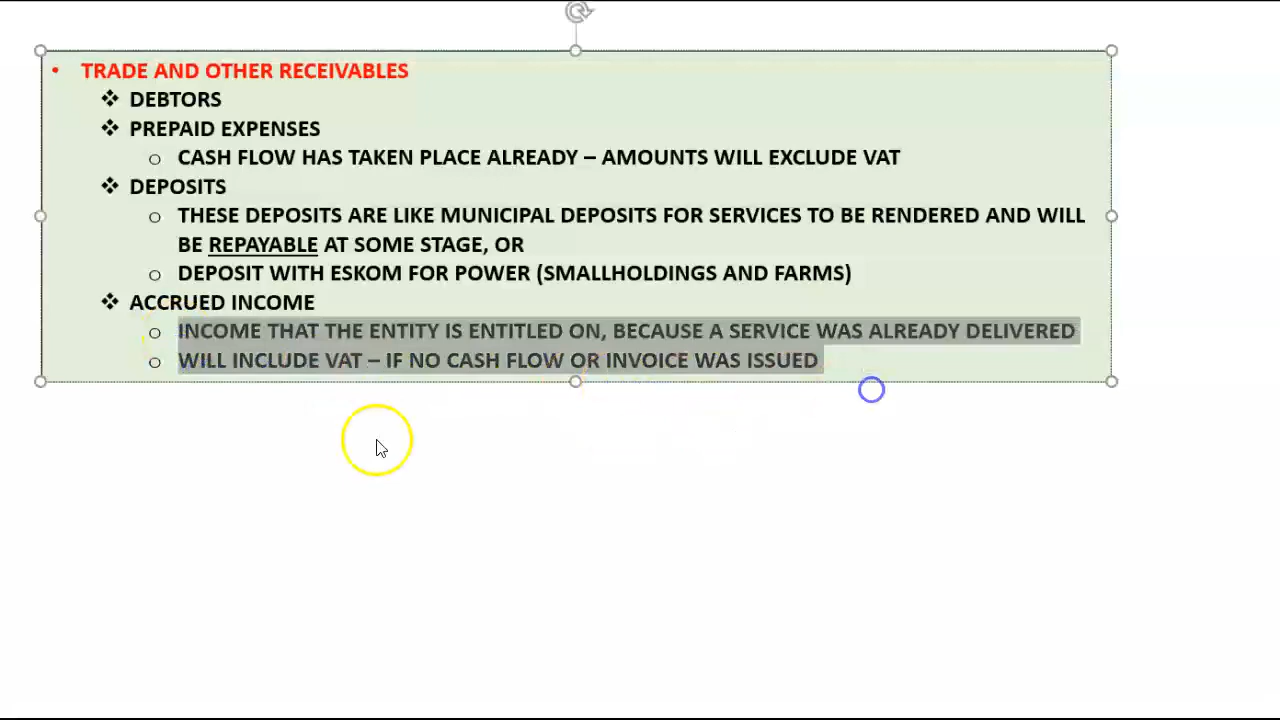 • TRADE AND OTHER RECEIVABLES
❖ DEBTORS
❖ PREPAID EXPENSES
o CASH FLOW HAS TAKEN PLACE ALREADY – AMOUNTS WILL EXCLUDE VAT
❖ DEPOSITS
o THESE DEPOSITS ARE LIKE MUNICIPAL DEPOSITS FOR SERVICES TO BE RENDERED AND WILL
BE REPAYABLE AT SOME STAGE, OR
o DEPOSIT WITH ESKOM FOR POWER (SMALLHOLDINGS AND FARMS)
❖ ACCRUED INCOME
o INCOME THAT THE ENTITY IS ENTITLED ON, BECAUSE A SERVICE WAS ALREADY DELIVERED
o WILL INCLUDE VAT – IF NO CASH FLOW OR INVOICE WAS ISSUED